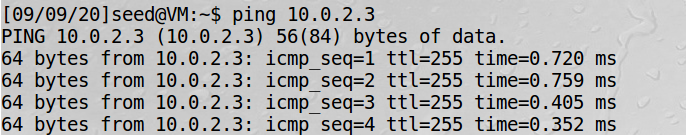 [09/09/20]seed@VM:~$ ping 10.0.2.3
PING 10.0.2.3 (10.0.2.3) 56(84) bytes of data.
64 bytes from 10.0.2.3: icmp_seq=1 ttl=255 time=0.720 ms
64 bytes from 10.0.2.3: icmp_seq=2 ttl=255 time=0.759 ms
64 bytes from 10.0.2.3: icmp_seq=3 ttl=255 time=0.405 ms
64 bytes from 10.0.2.3: icmp_seq=4 ttl=255 time=0.352 ms